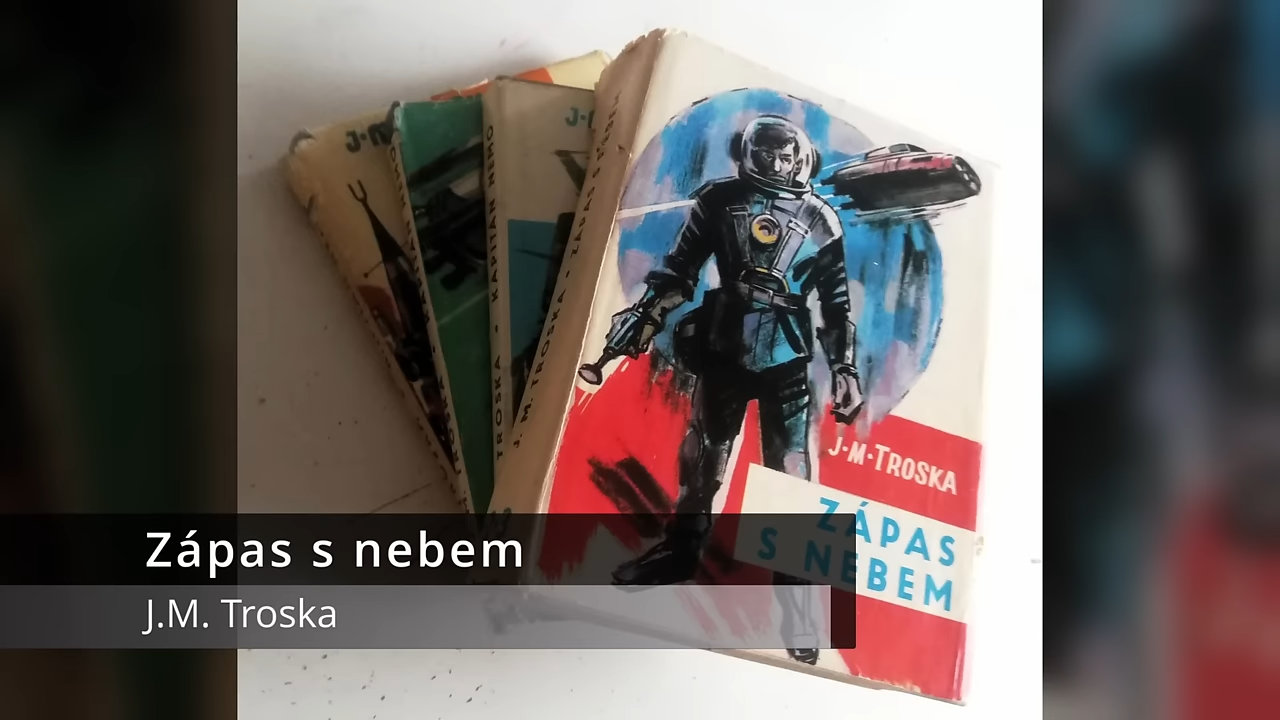 J. M. TROSKA • ZÁPAS S NEBEM
TROSKA • KAPITÁN NEMO
J·M·TROSKA
ZÁPAS
S NEBEM
Zápas s nebem
J.M. Troska